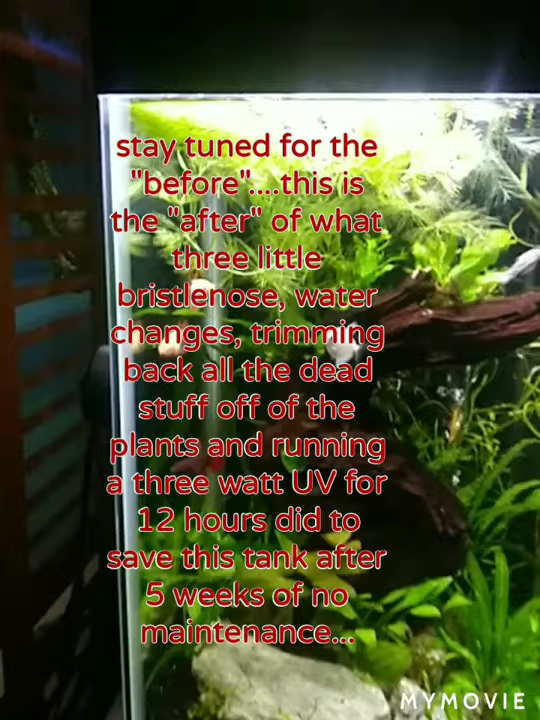 stay tuned for the
"before"....this is
the "after" of what
three little
bristlenose, water
changes, trimming
back all the dead
stuff off of the
plants and running
a three watt UV for
12 hours did to
save this tank after
5 weeks of no
maintenance...
MYMOVIE